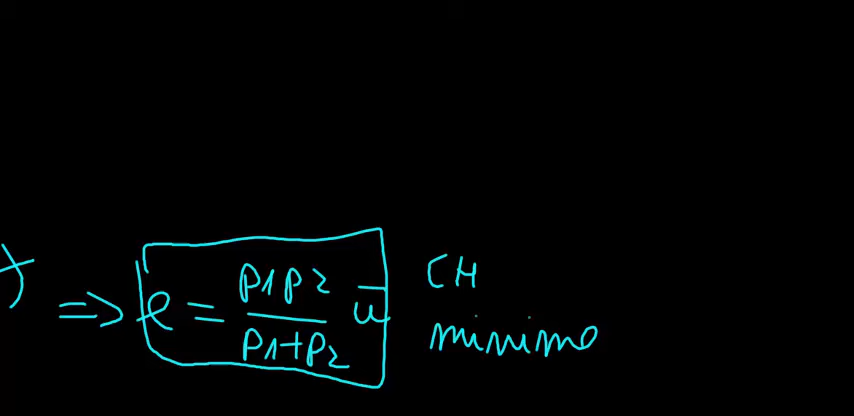 => e = p1p2 / p1+p2 ū CH
minimo